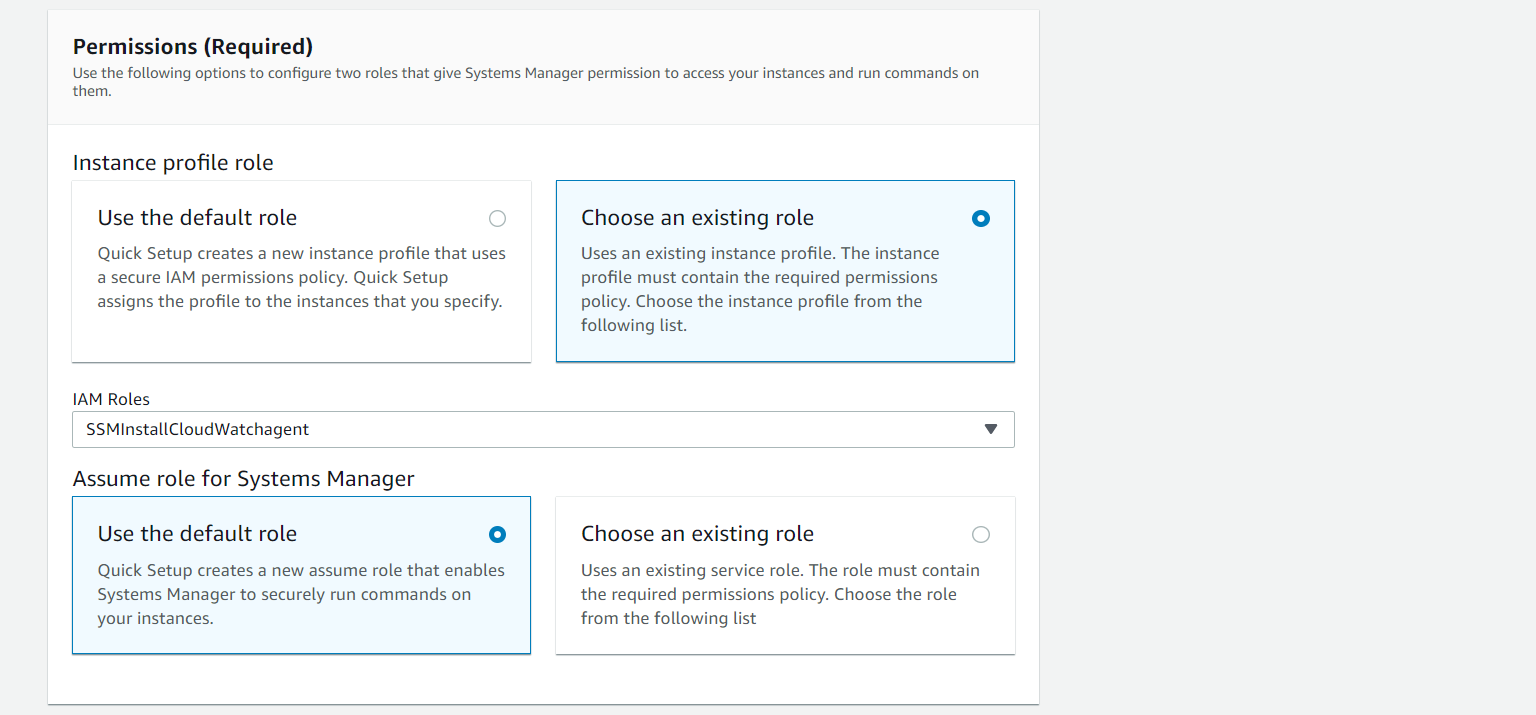 Permissions (Required)
Use the following options to configure two roles that give Systems Manager permission to access your instances and run commands on
them.
Instance profile role
Use the default role
Quick Setup creates a new instance profile that uses
a secure IAM permissions policy. Quick Setup
assigns the profile to the instances that you specify.
Choose an existing role
Uses an existing instance profile. The instance
profile must contain the required permissions
policy. Choose the instance profile from the
following list.
IAM Roles
SSMInstallCloudWatchagent
Assume role for Systems Manager
Use the default role
Quick Setup creates a new assume role that enables
Systems Manager to securely run commands on
your instances.
Choose an existing role
Uses an existing service role. The role must contain
the required permissions policy. Choose the role
from the following list